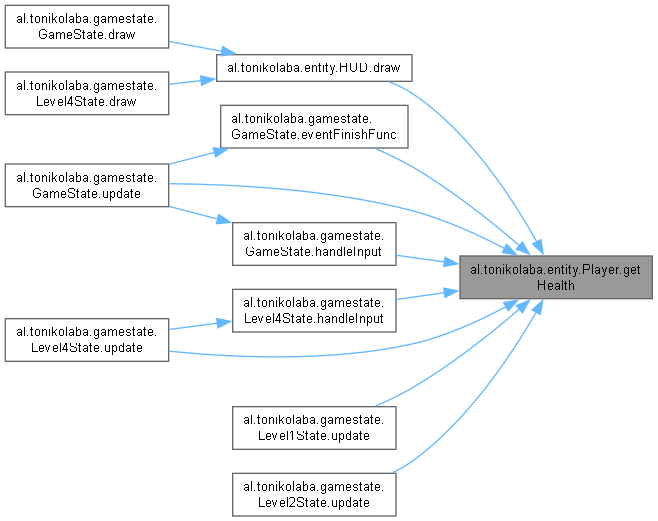 al.tonikolaba.gamestate.
GameState.draw
al.tonikolaba.entity.HUD.draw
al.tonikolaba.gamestate.
Level4State.draw
al.tonikolaba.gamestate.
GameState.eventFinishFunc
al.tonikolaba.gamestate.
GameState.update
al.tonikolaba.gamestate.
GameState.handleInput
al.tonikolaba.entity.Player.get
Health
al.tonikolaba.gamestate.
Level4State.handleInput
al.tonikolaba.gamestate.
Level4State.update
al.tonikolaba.gamestate.
Level1State.update
al.tonikolaba.gamestate.
Level2State.update